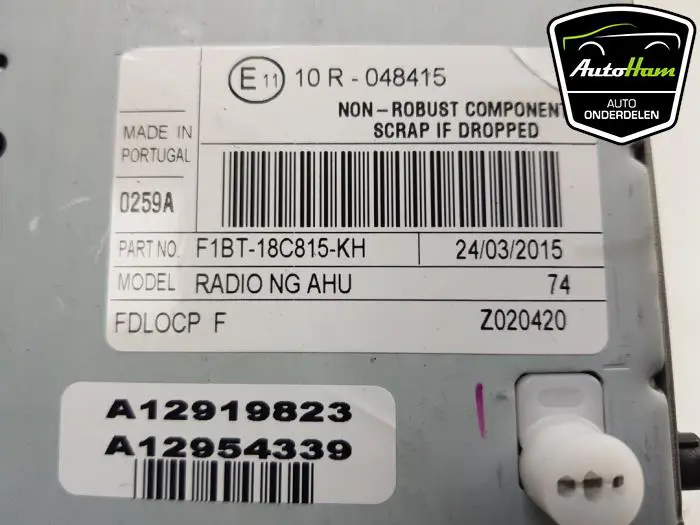 AutoHam
AUTO
ONDERDELEN
E 11 10 R - 048415
NON - ROBUST COMPONENT
SCRAP IF DROPPED
MADE IN
PORTUGAL
0259A
PART NO. F1BT-18C815-KH 24/03/2015
MODEL RADIO NG AHU 74
FDLOCP F Z020420
A12919823
A12954339